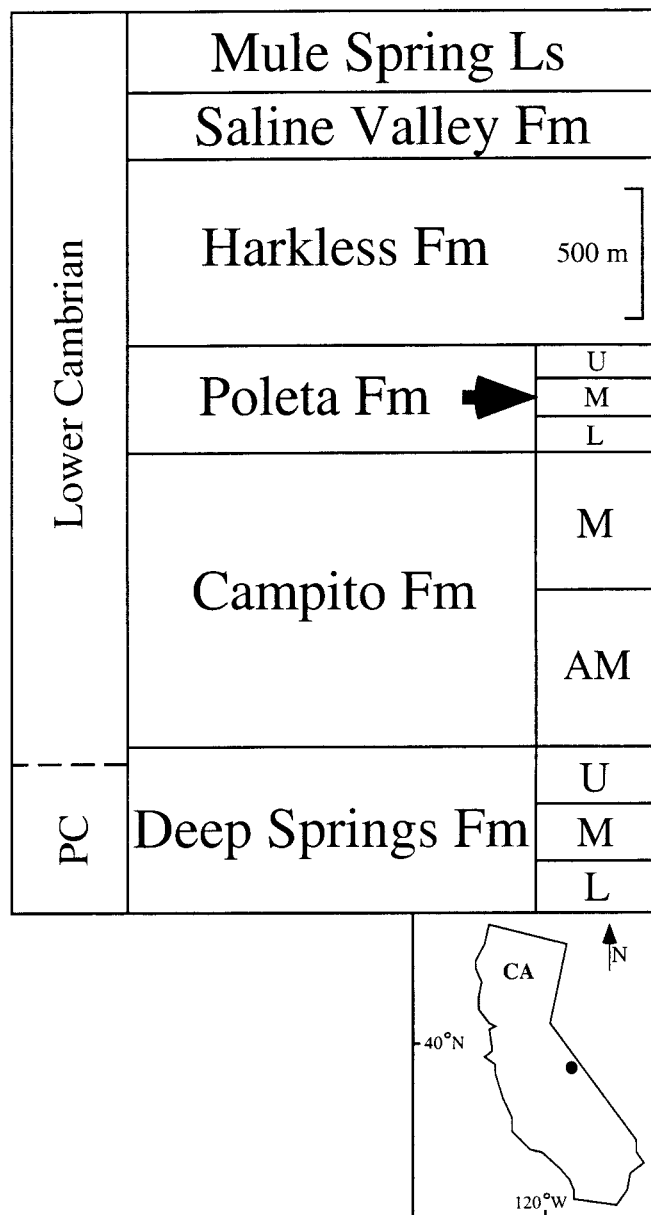 Mule Spring Ls
Saline Valley Fm
Harkless Fm
500 m
Lower Cambrian
Poleta Fm
U
M
L
Campito Fm
M
AM
PC
Deep Springs Fm
U
M
L
CA
N
40°N
120°W